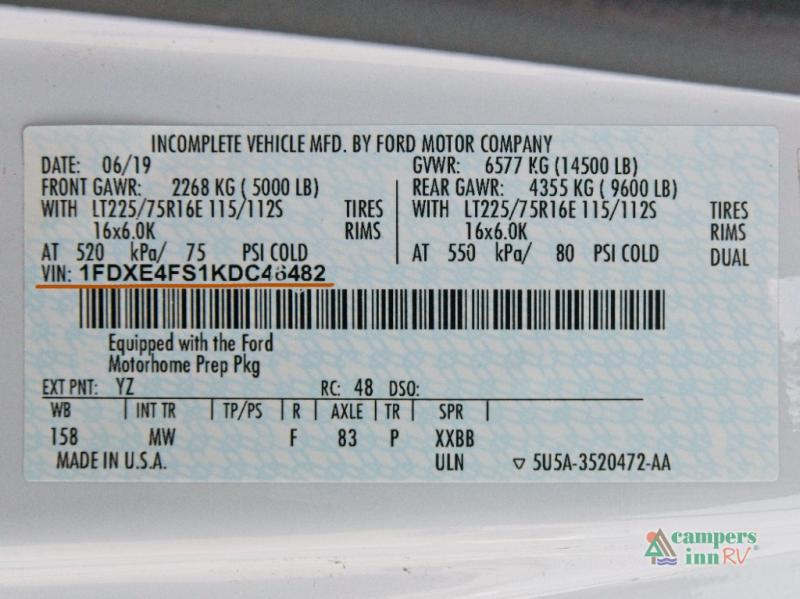 INCOMPLETE VEHICLE MFD. BY FORD MOTOR COMPANY
DATE: 06/19 GVWR: 6577 KG (14500 LB)
FRONT GAWR: 2268 KG ( 5000 LB) REAR GAWR: 4355 KG ( 9600 LB)
WITH LT225/75R16E 115/112S TIRES WITH LT225/75R16E 115/112S TIRES
16x6.0K RIMS 16x6.0K RIMS
AT 520 kPa/ 75 PSI COLD AT 550 kPa/ 80 PSI COLD DUAL
VIN: 1FDXE4FS1KDC46482
Equipped with the Ford
Motorhome Prep Pkg
EXT PNT: YZ RC: 48 DSO:
WB INT TR TP/PS R AXLE TR SPR
158 MW F 83 P XXBB
MADE IN U.S.A. ULN ▽ 5U5A-3520472-AA
campers
inn RV®